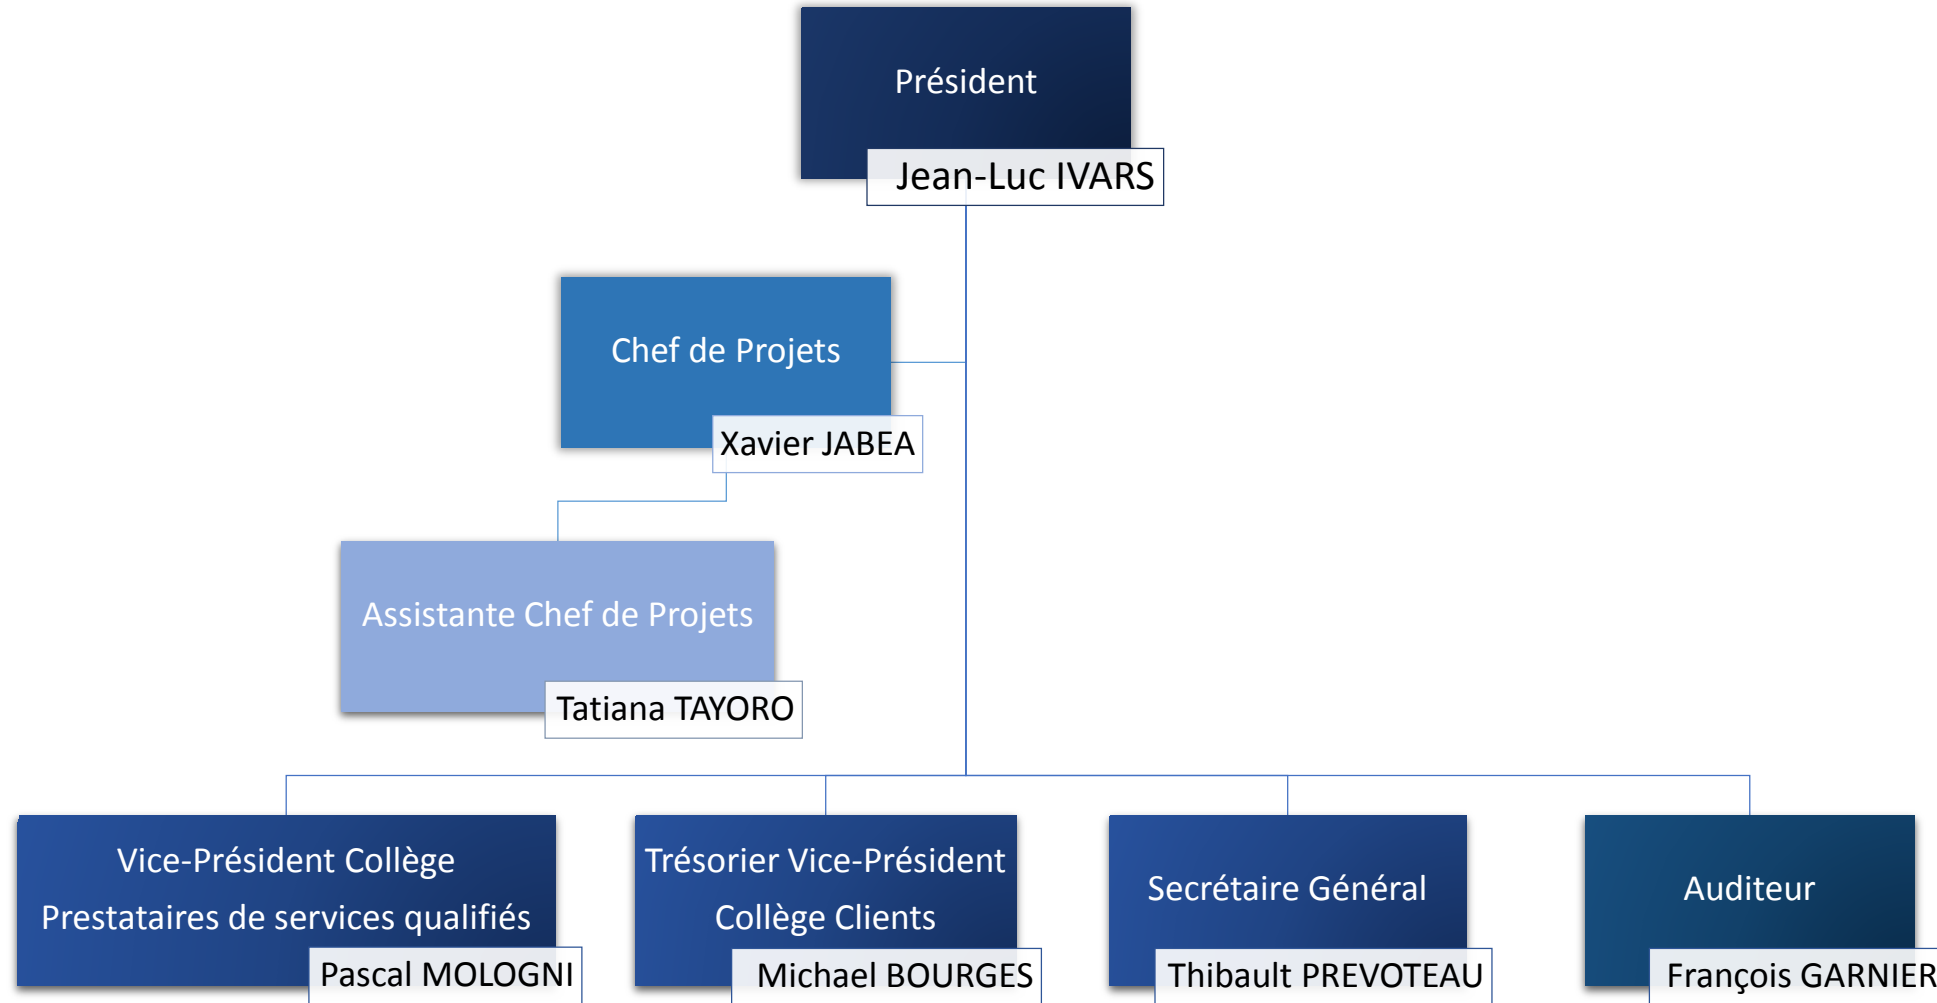 Président
Jean-Luc IVARS
Chef de Projets
Xavier JABEA
Assistante Chef de Projets
Tatiana TAYORO
Vice-Président Collège
Prestataires de services qualifiés
Pascal MOLOGNI
Trésorier Vice-Président
Collège Clients
Michael BOURGES
Secrétaire Général
Thibault PREVOTEAU
Auditeur
François GARNIER